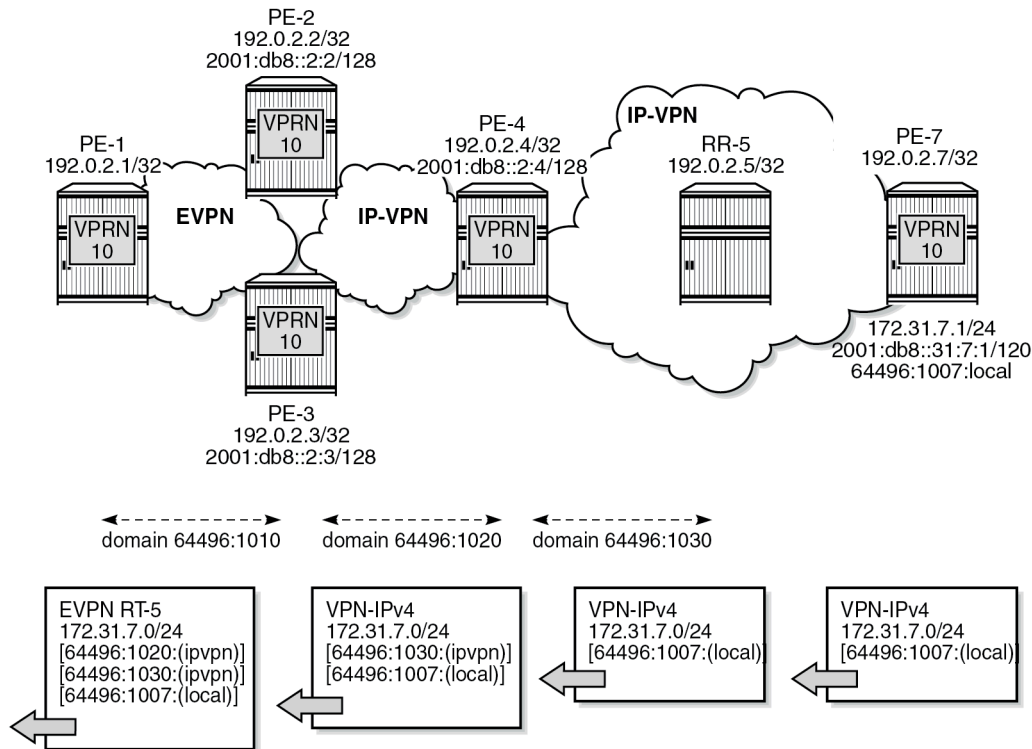 PE-2
192.0.2.2/32
2001:db8::2:2/128
VPRN
10
PE-1
192.0.2.1/32
VPRN
10
EVPN
PE-3
192.0.2.3/32
2001:db8::2:3/128
VPRN
10
IP-VPN
PE-4
192.0.2.4/32
2001:db8::2:4/128
VPRN
10
IP-VPN
RR-5
192.0.2.5/32
PE-7
192.0.2.7/32
VPRN
10
172.31.7.1/24
2001:db8::31:7:1/120
64496:1007:local
domain 64496:1010
domain 64496:1020
domain 64496:1030
EVPN RT-5
172.31.7.0/24
[64496:1020:(ipvpn)]
[64496:1030:(ipvpn)]
[64496:1007:(local)]
VPN-IPv4
172.31.7.0/24
[64496:1030:(ipvpn)]
[64496:1007:(local)]
VPN-IPv4
172.31.7.0/24
[64496:1007:(local)]
VPN-IPv4
172.31.7.0/24
[64496:1007:(local)]